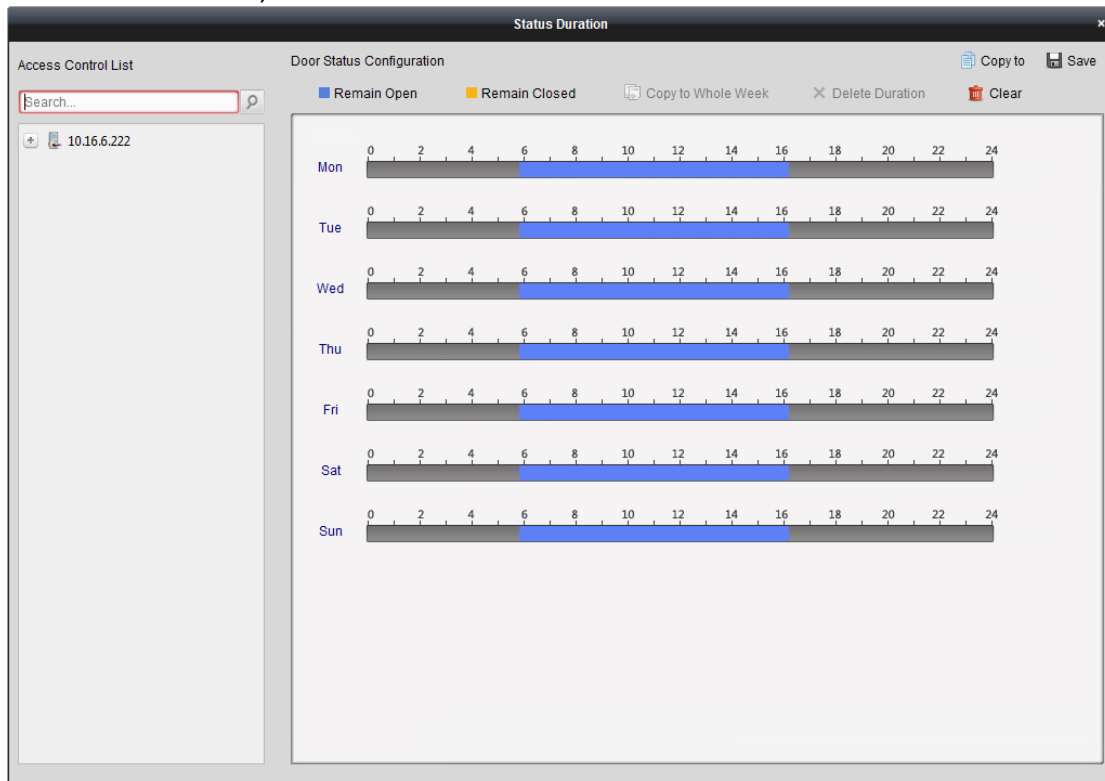 Status Duration
Access Control List
Door Status Configuration
Copy to
Save
Search...
Remain Open
Remain Closed
Copy to Whole Week
Delete Duration
Clear
10.16.6.222
0 2 4 6 8 10 12 14 16 18 20 22 24
Mon
0 2 4 6 8 10 12 14 16 18 20 22 24
Tue
0 2 4 6 8 10 12 14 16 18 20 22 24
Wed
0 2 4 6 8 10 12 14 16 18 20 22 24
Thu
0 2 4 6 8 10 12 14 16 18 20 22 24
Fri
0 2 4 6 8 10 12 14 16 18 20 22 24
Sat
0 2 4 6 8 10 12 14 16 18 20 22 24
Sun